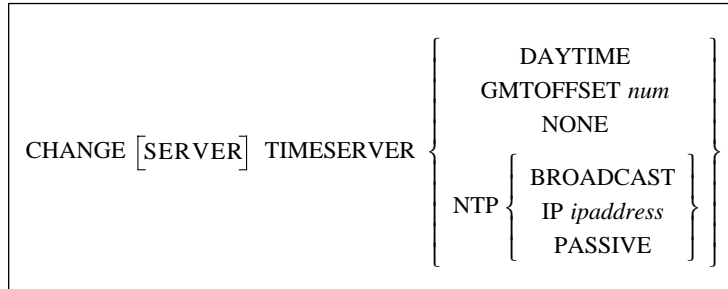 DAYTIME
GMTOFFSET num
NONE
CHANGE [SERVER] TIMESERVER
BROADCAST
NTP
IP ipaddress
PASSIVE